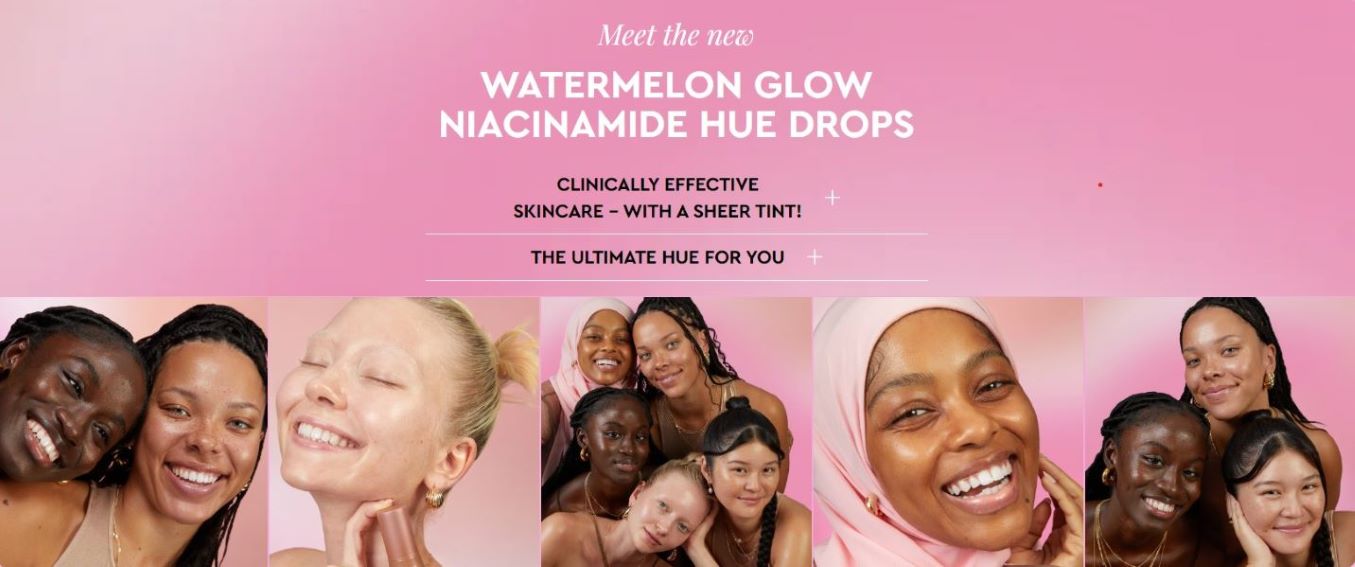 Meet the new
WATERMELON GLOW
NIACINAMIDE HUE DROPS
CLINICALLY EFFECTIVE
SKINCARE – WITH A SHEER TINT! +
THE ULTIMATE HUE FOR YOU +